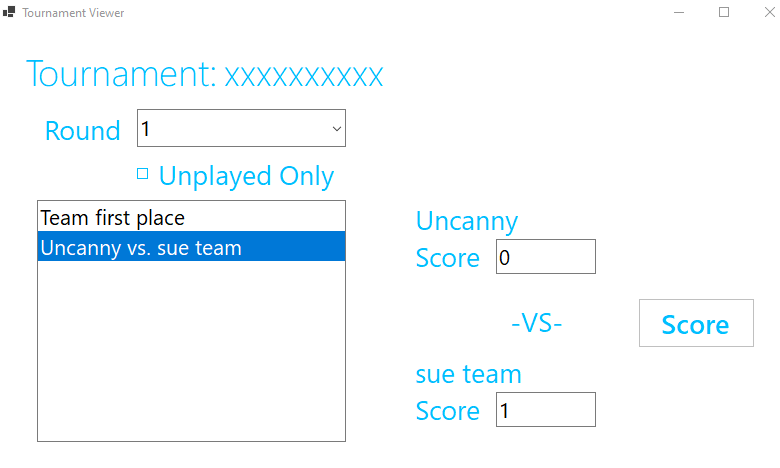 Tournament Viewer
Tournament: xxxxxxxxxx
Round 1
Unplayed Only
Team first place
Uncanny vs. sue team
Uncanny
Score 0
-VS-
Score
sue team
Score 1